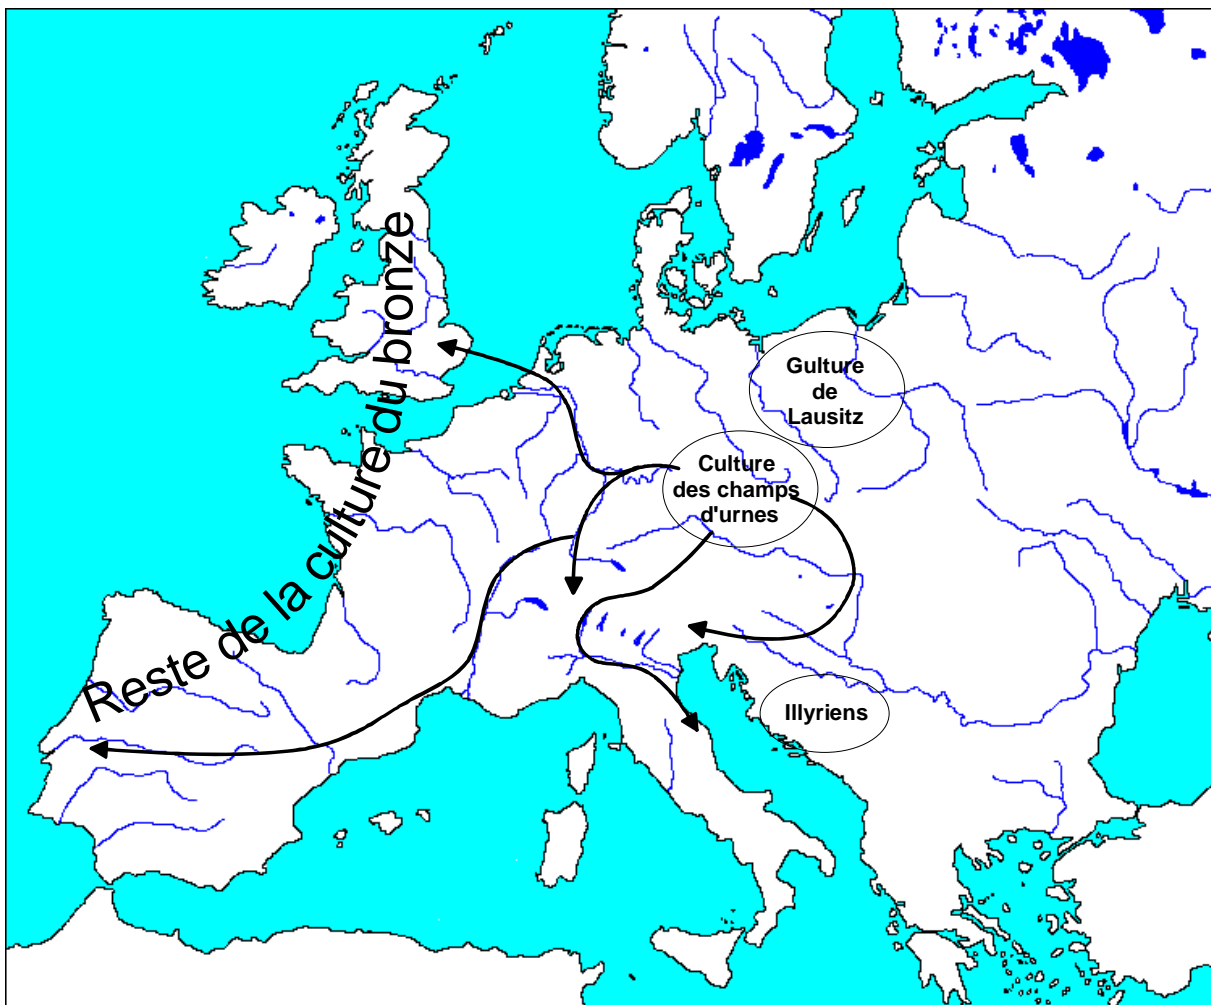 Reste de la culture du bronze
Gulture
de
Lausitz
Culture
des champs
d'urnes
Illyriens